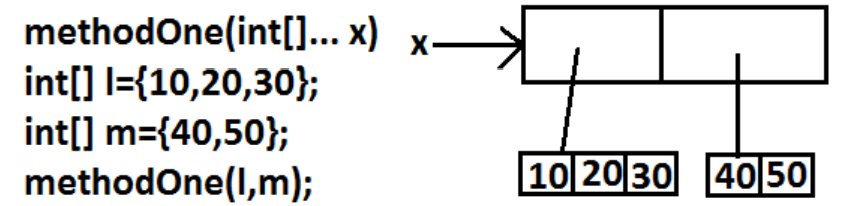 methodOne(int[]... x)
int[] l={10,20,30};
int[] m={40,50};
methodOne(l,m);
x
10 20 30
40 50